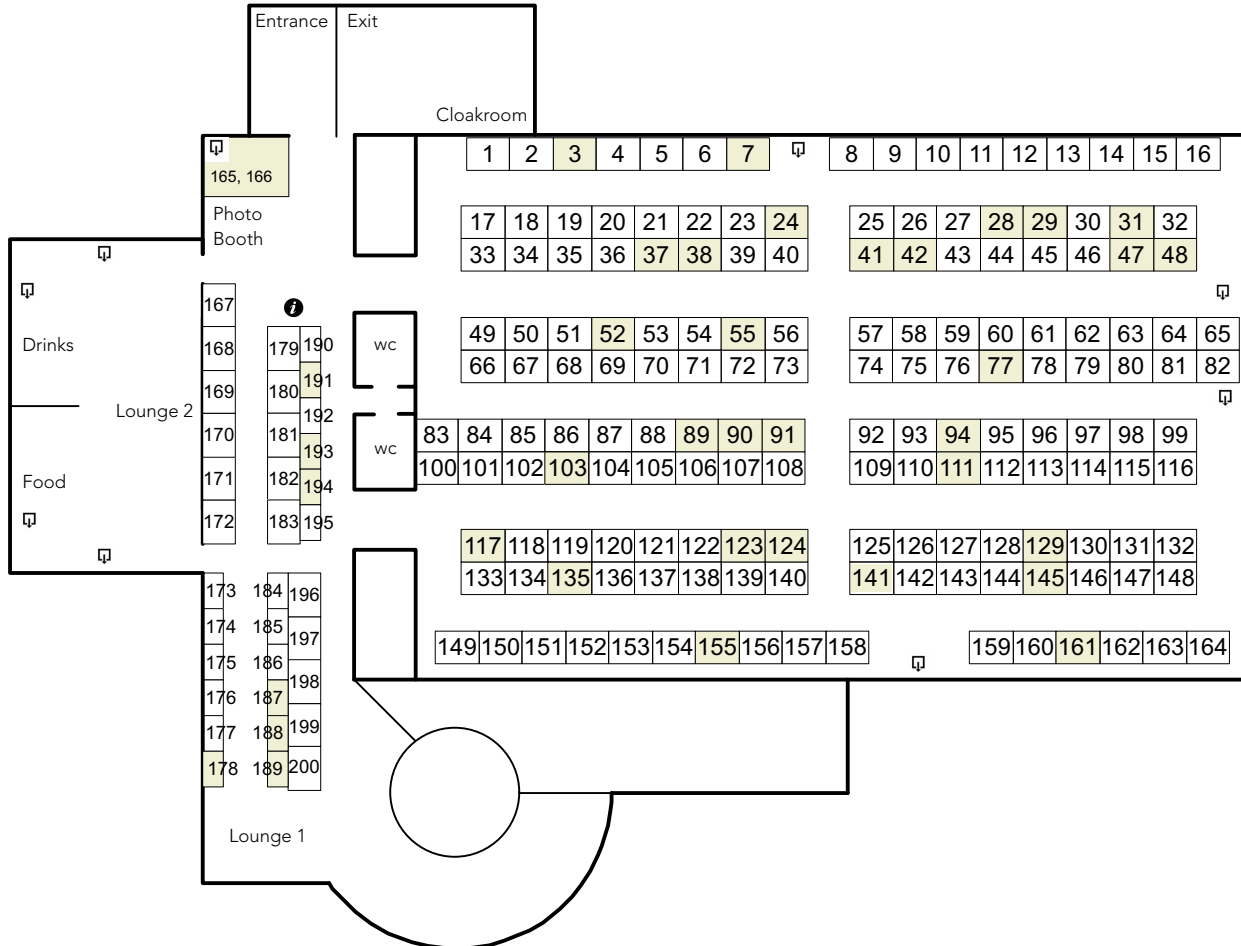 Entrance Exit
Cloakroom
1 2 3 4 5 6 7 8 9 10 11 12 13 14 15 16
165, 166
Photo
Booth
17 18 19 20 21 22 23 24 25 26 27 28 29 30 31 32
33 34 35 36 37 38 39 40 41 42 43 44 45 46 47 48
49 50 51 52 53 54 55 56 57 58 59 60 61 62 63 64 65
66 67 68 69 70 71 72 73 74 75 76 77 78 79 80 81 82
83 84 85 86 87 88 89 90 91 92 93 94 95 96 97 98 99
100 101 102 103 104 105 106 107 108 109 110 111 112 113 114 115 116
117 118 119 120 121 122 123 124 125 126 127 128 129 130 131 132
133 134 135 136 137 138 139 140 141 142 143 144 145 146 147 148
149 150 151 152 153 154 155 156 157 158 159 160 161 162 163 164
i
wc
wc
Drinks
Lounge 2
Food
167
168
169
170
171
172
173
174
175
176
177
178
179
180
181
182
183
184
185
186
187
188
189
190
191
192
193
194
195
196
197
198
199
200
Lounge 1